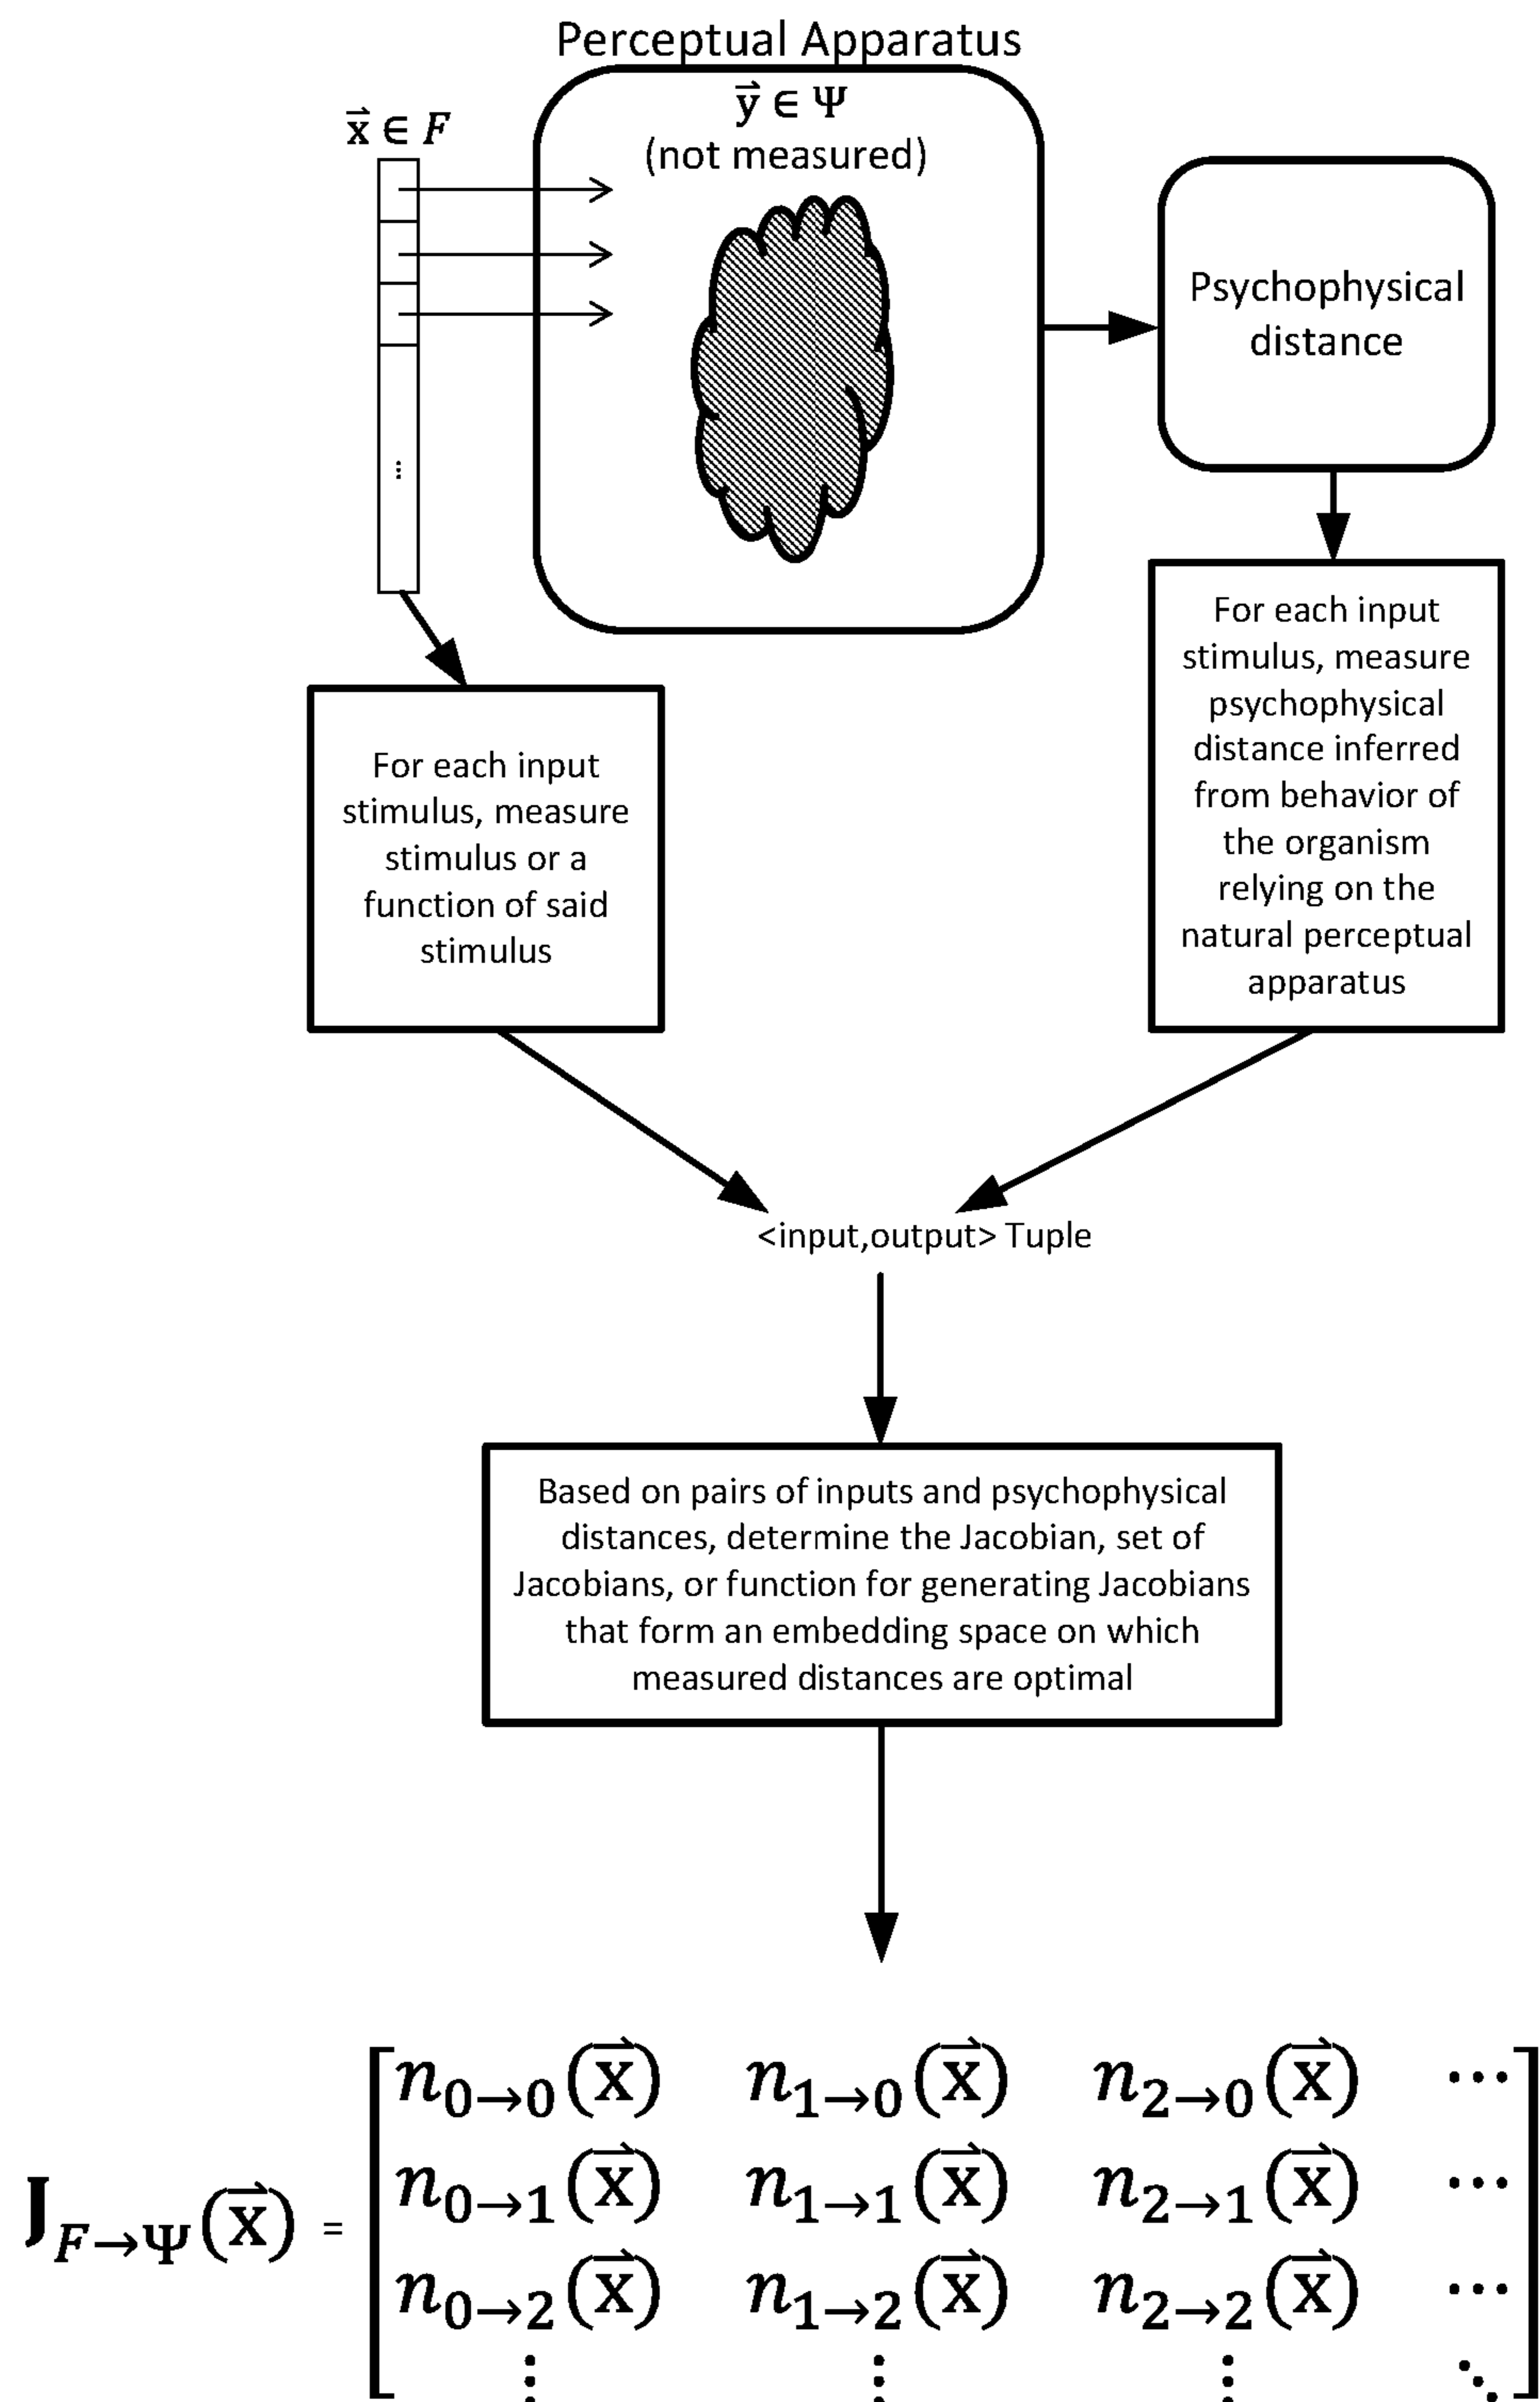 Perceptual Apparatus
x⃗ ∈ F
y⃗ ∈ Ψ
(not measured)
⋮
Psychophysical
distance
For each input
stimulus, measure
stimulus or a
function of said
stimulus
For each input
stimulus, measure
psychophysical
distance inferred
from behavior of
the organism
relying on the
natural perceptual
apparatus
<input,output> Tuple
Based on pairs of inputs and psychophysical
distances, determine the Jacobian, set of
Jacobians, or function for generating Jacobians
that form an embedding space on which
measured distances are optimal
J_{F→Ψ}(x⃗) =
n_{0→0}(x⃗) n_{1→0}(x⃗) n_{2→0}(x⃗) ⋯
n_{0→1}(x⃗) n_{1→1}(x⃗) n_{2→1}(x⃗) ⋯
n_{0→2}(x⃗) n_{1→2}(x⃗) n_{2→2}(x⃗) ⋯
⋮ ⋮ ⋮ ⋱